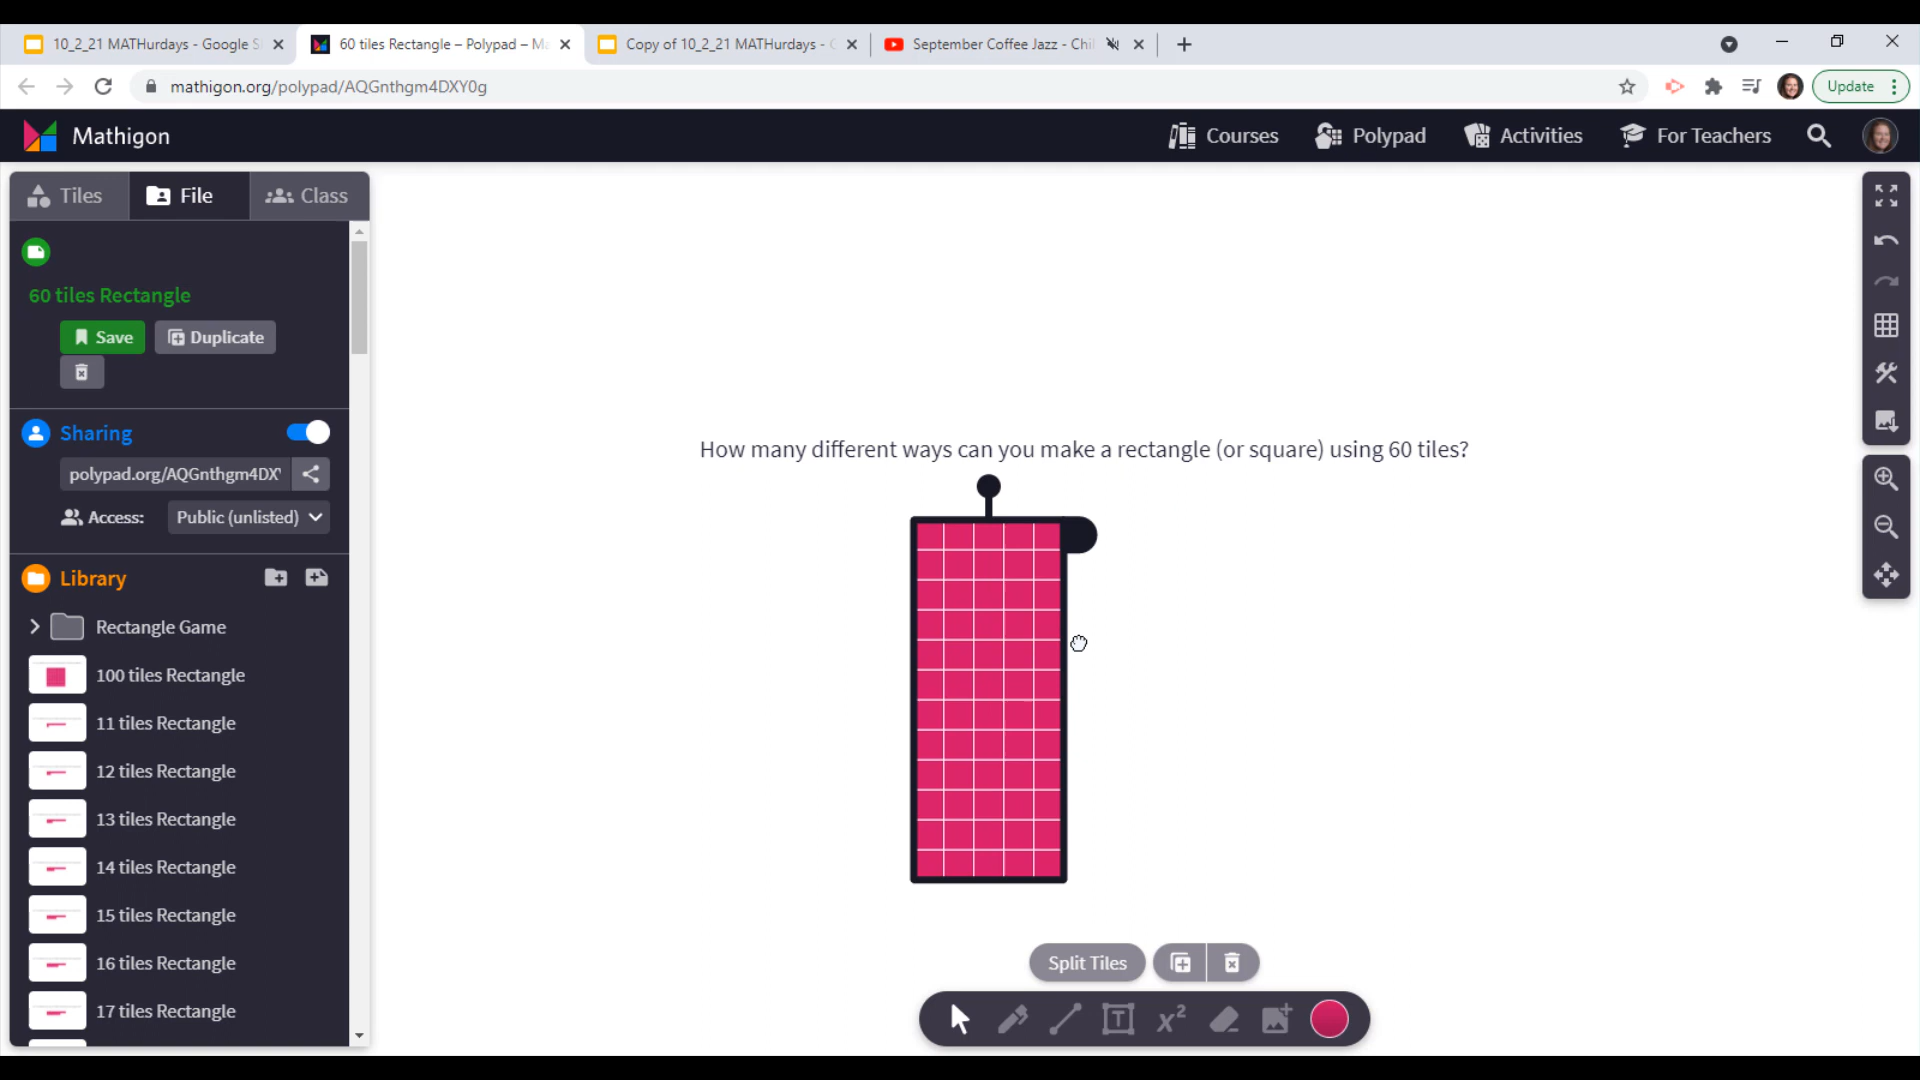 10_2_21 MATHurdays - Google S
60 tiles Rectangle – Polypad – Ma
Copy of 10_2_21 MATHurdays - G
September Coffee Jazz - Chil
mathigon.org/polypad/AQGnthgm4DXY0g
Update
Mathigon
Courses
Polypad
Activities
For Teachers
Tiles
File
Class
60 tiles Rectangle
Save
Duplicate
Sharing
polypad.org/AQGnthgm4DX
Access:
Public (unlisted)
Library
Rectangle Game
100 tiles Rectangle
11 tiles Rectangle
12 tiles Rectangle
13 tiles Rectangle
14 tiles Rectangle
15 tiles Rectangle
16 tiles Rectangle
17 tiles Rectangle
How many different ways can you make a rectangle (or square) using 60 tiles?
Split Tiles
T
x²